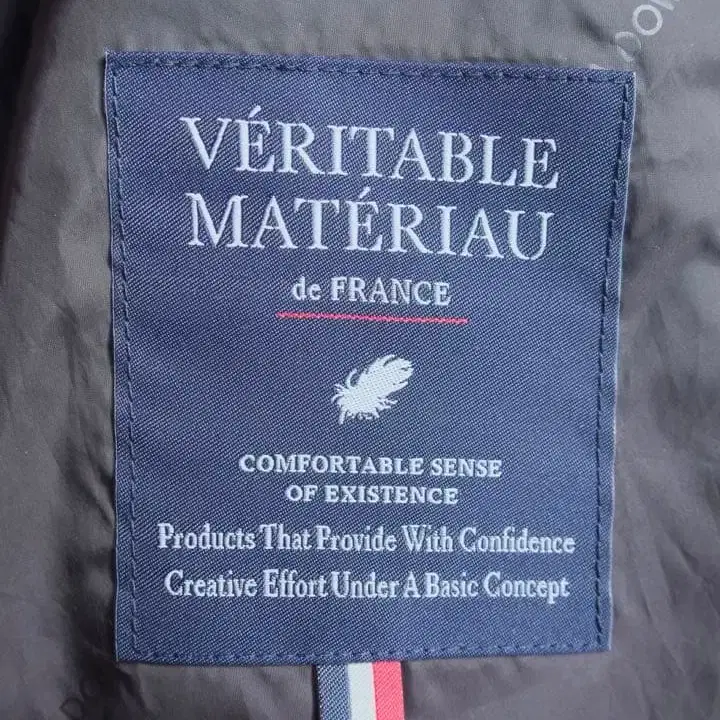 VÉRITABLE
MATÉRIAU
de FRANCE
COMFORTABLE SENSE
OF EXISTENCE
Products That Provide With Confidence
Creative Effort Under A Basic Concept